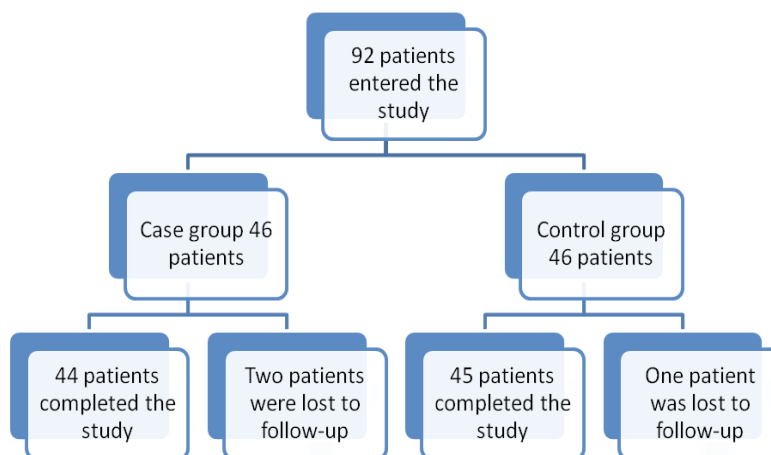 92 patients
entered the
study
Case group 46
patients
Control group
46 patients
44 patients
completed the
study
Two patients
were lost to
follow-up
45 patients
completed the
study
One patient
was lost to
follow-up